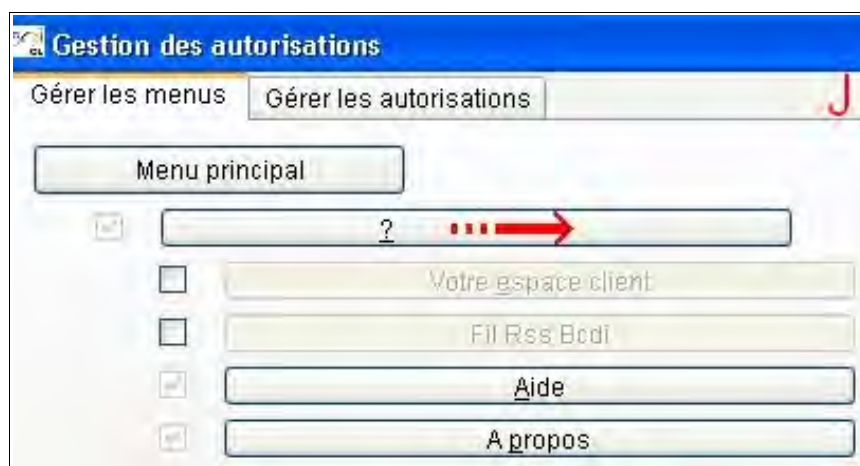 Gestion des autorisations
Gérer les menus Gérer les autorisations J
Menu principal
?
Votre espace client
Fil Rss Bcdi
Aide
A propos